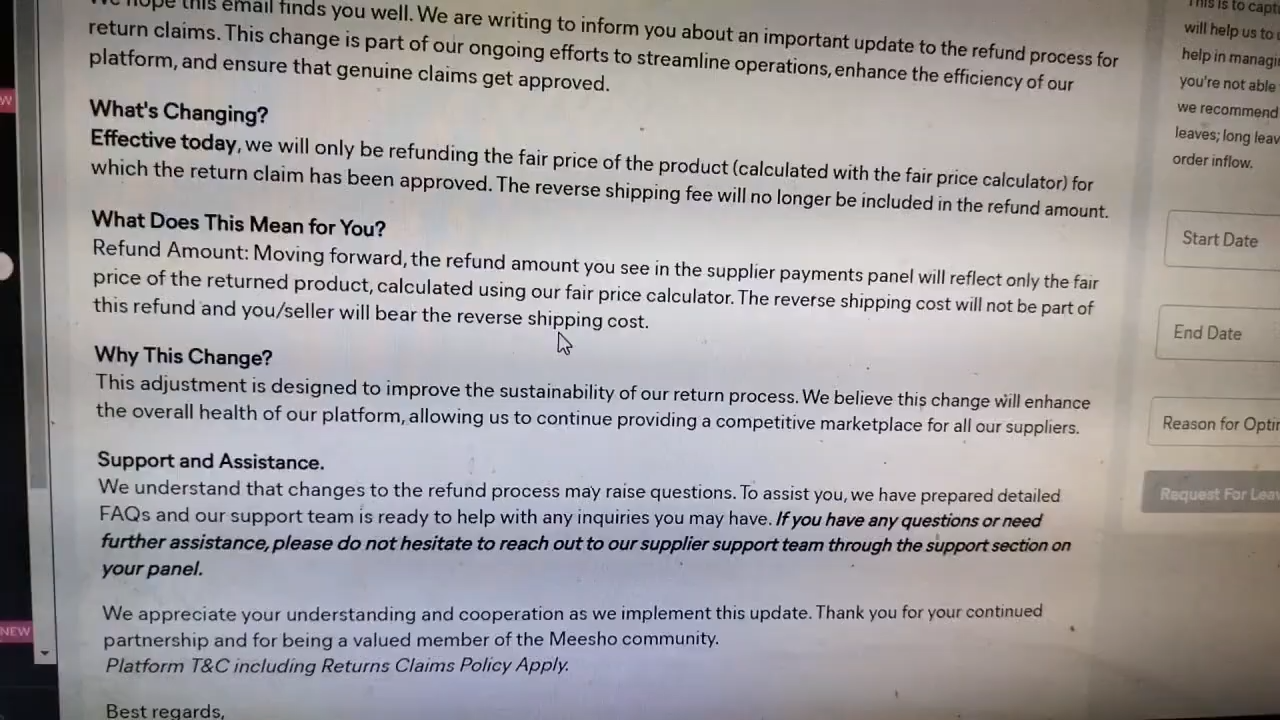 We hope this email finds you well. We are writing to inform you about an important update to the refund process for
return claims. This change is part of our ongoing efforts to streamline operations, enhance the efficiency of our
platform, and ensure that genuine claims get approved.
What's Changing?
Effective today, we will only be refunding the fair price of the product (calculated with the fair price calculator) for
which the return claim has been approved. The reverse shipping fee will no longer be included in the refund amount.
What Does This Mean for You?
Refund Amount: Moving forward, the refund amount you see in the supplier payments panel will reflect only the fair
price of the returned product, calculated using our fair price calculator. The reverse shipping cost will not be part of
this refund and you/seller will bear the reverse shipping cost.
Why This Change?
This adjustment is designed to improve the sustainability of our return process. We believe this change will enhance
the overall health of our platform, allowing us to continue providing a competitive marketplace for all our suppliers.
Support and Assistance.
We understand that changes to the refund process may raise questions. To assist you, we have prepared detailed
FAQs and our support team is ready to help with any inquiries you may have. If you have any questions or need
further assistance, please do not hesitate to reach out to our supplier support team through the support section on
your panel.
We appreciate your understanding and cooperation as we implement this update. Thank you for your continued
partnership and for being a valued member of the Meesho community.
Platform T&C including Returns Claims Policy Apply.
Best regards,
This is to capt
will help us to
help in managi
you're not able
we recommend
leaves; long leav
order inflow.
Start Date
End Date
Reason for Optin
Request For Leav
W
NEW